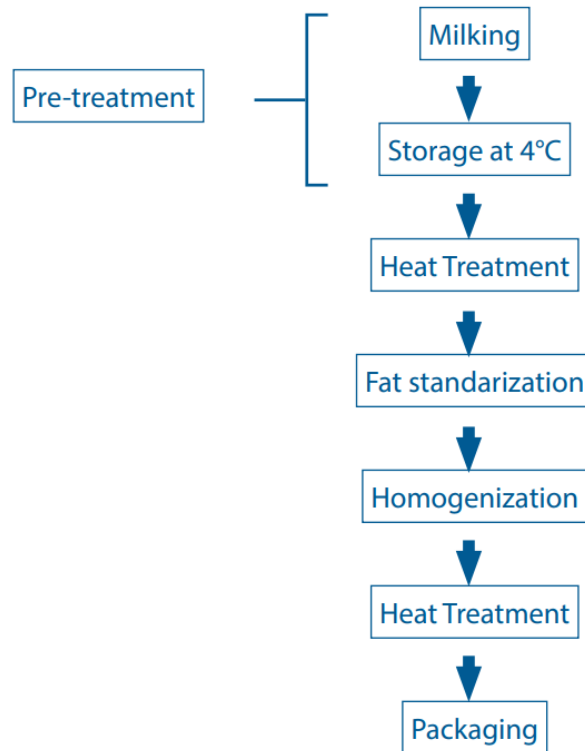 Milking
Pre-treatment
Storage at 4°C
Heat Treatment
Fat standarization
Homogenization
Heat Treatment
Packaging